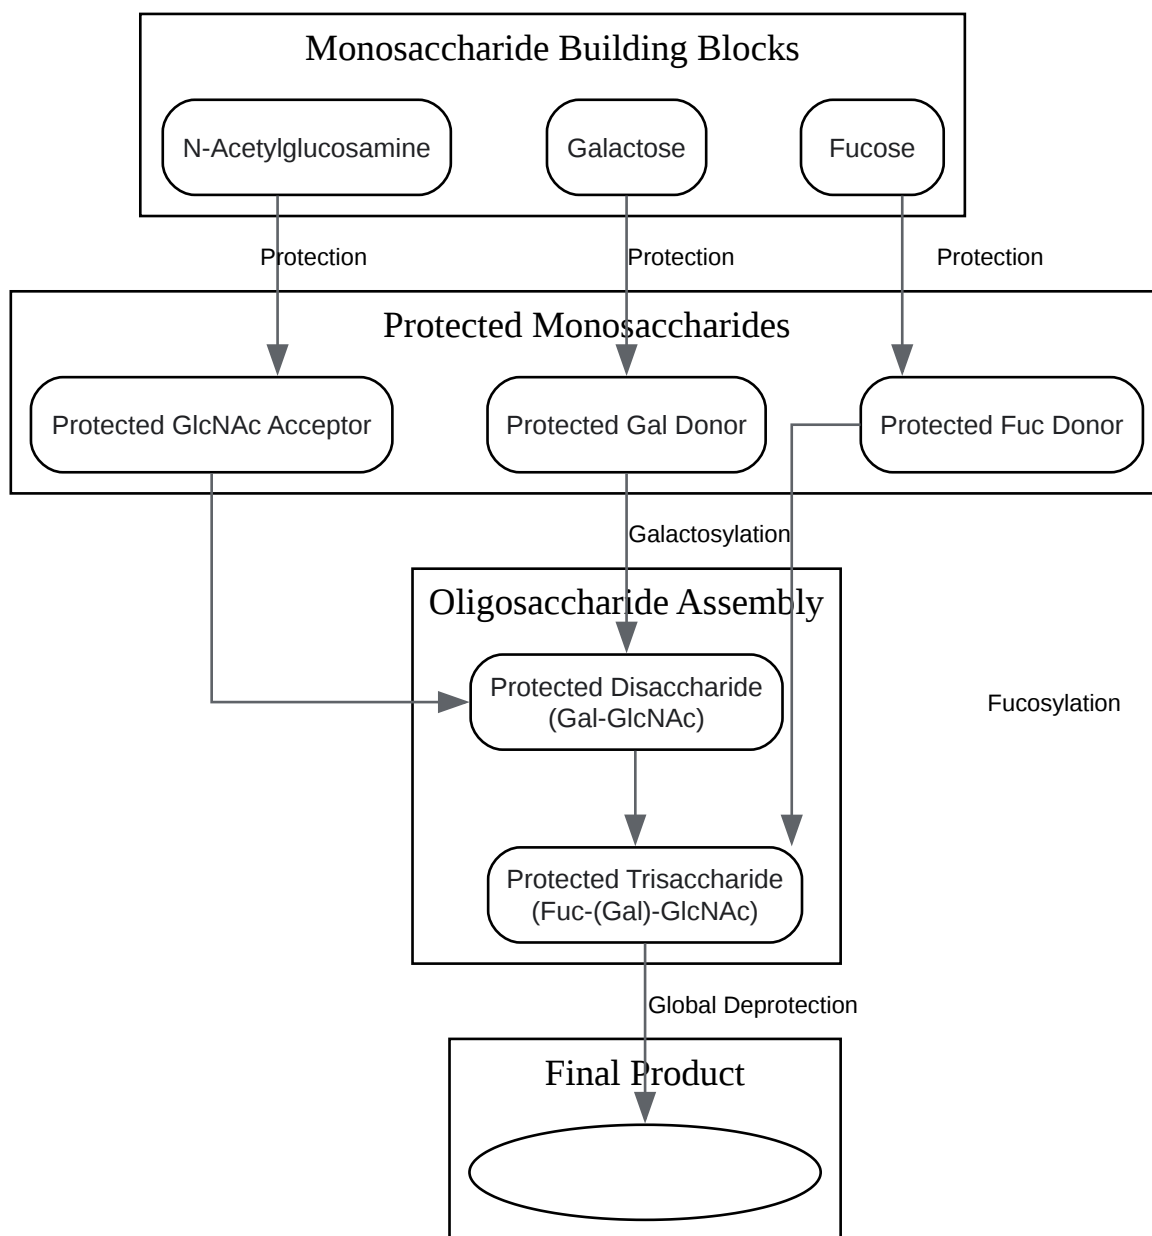 Monosaccharide Building Blocks
N-Acetylglucosamine
Galactose
Fucose
Protection
Protection
Protection
Protected Monosaccharides
Protected GlcNAc Acceptor
Protected Gal Donor
Protected Fuc Donor
Galactosylation
Oligosaccharide Assembly
Protected Disaccharide
(Gal-GlcNAc)
Fucosylation
Protected Trisaccharide
(Fuc-(Gal)-GlcNAc)
Global Deprotection
Final Product